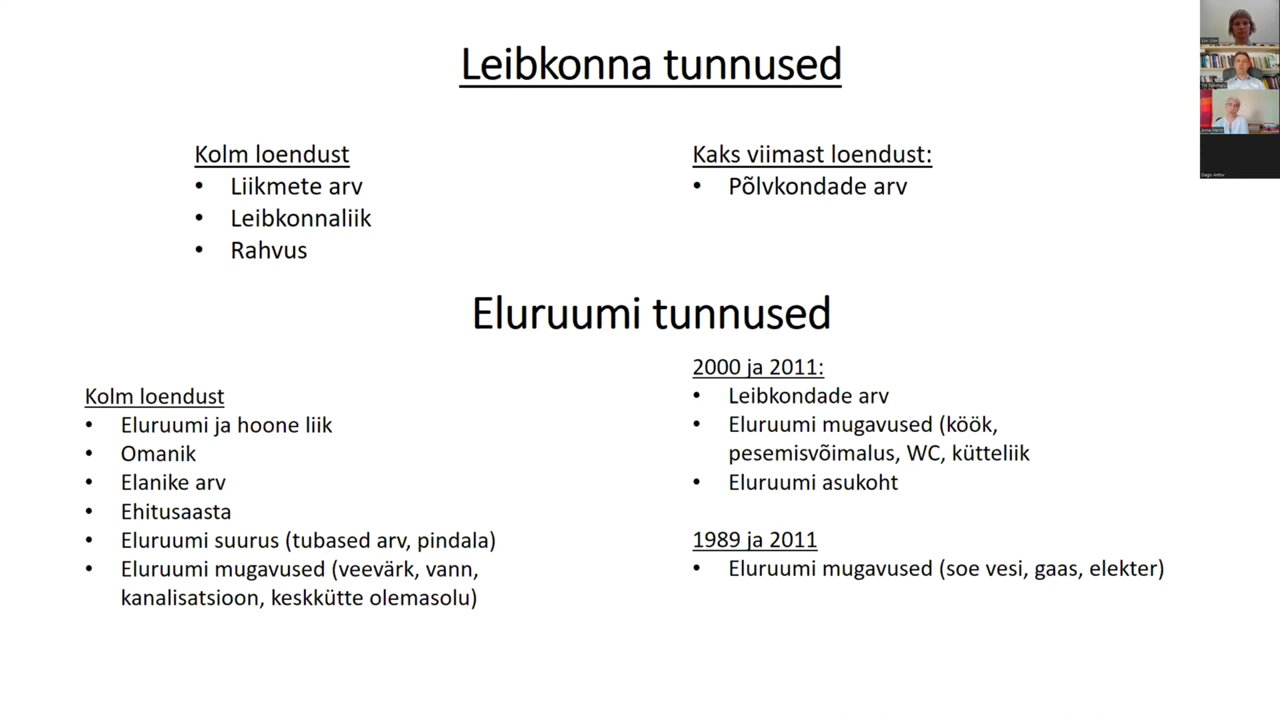 Leibkonna tunnused
Kolm loendust
• Liikmete arv
• Leibkonnaliik
• Rahvus
Kaks viimast loendust:
• Põlvkondade arv
Eluruumi tunnused
Kolm loendust
• Eluruumi ja hoone liik
• Omanik
• Elanike arv
• Ehitusaasta
• Eluruumi suurus (tubased arv, pindala)
• Eluruumi mugavused (veevärk, vann,
kanalisatsioon, keskkütte olemasolu)
2000 ja 2011:
• Leibkondade arv
• Eluruumi mugavused (köök,
pesemisvõimalus, WC, kütteliik
• Eluruumi asukoht
1989 ja 2011
• Eluruumi mugavused (soe vesi, gaas, elekter)